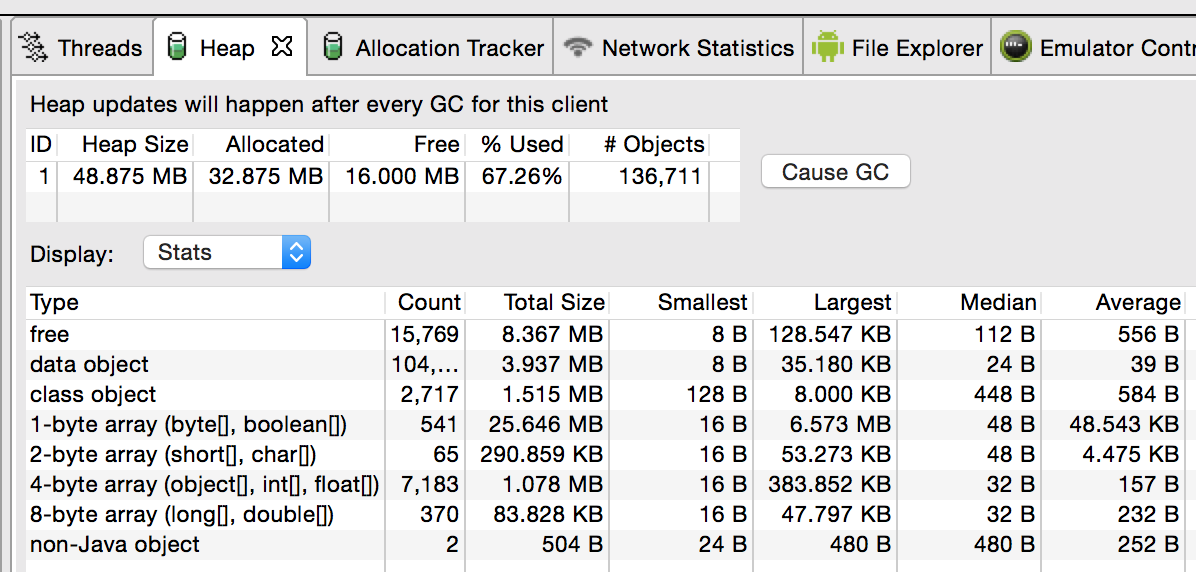 Threads Heap Allocation Tracker Network Statistics File Explorer Emulator Contr
Heap updates will happen after every GC for this client
ID Heap Size Allocated Free % Used # Objects
1 48.875 MB 32.875 MB 16.000 MB 67.26% 136,711
Cause GC
Display: Stats
Type Count Total Size Smallest Largest Median Average
free 15,769 8.367 MB 8 B 128.547 KB 112 B 556 B
data object 104,... 3.937 MB 8 B 35.180 KB 24 B 39 B
class object 2,717 1.515 MB 128 B 8.000 KB 448 B 584 B
1-byte array (byte[], boolean[]) 541 25.646 MB 16 B 6.573 MB 48 B 48.543 KB
2-byte array (short[], char[]) 65 290.859 KB 16 B 53.273 KB 48 B 4.475 KB
4-byte array (object[], int[], float[]) 7,183 1.078 MB 16 B 383.852 KB 32 B 157 B
8-byte array (long[], double[]) 370 83.828 KB 16 B 47.797 KB 32 B 232 B
non-Java object 2 504 B 24 B 480 B 480 B 252 B